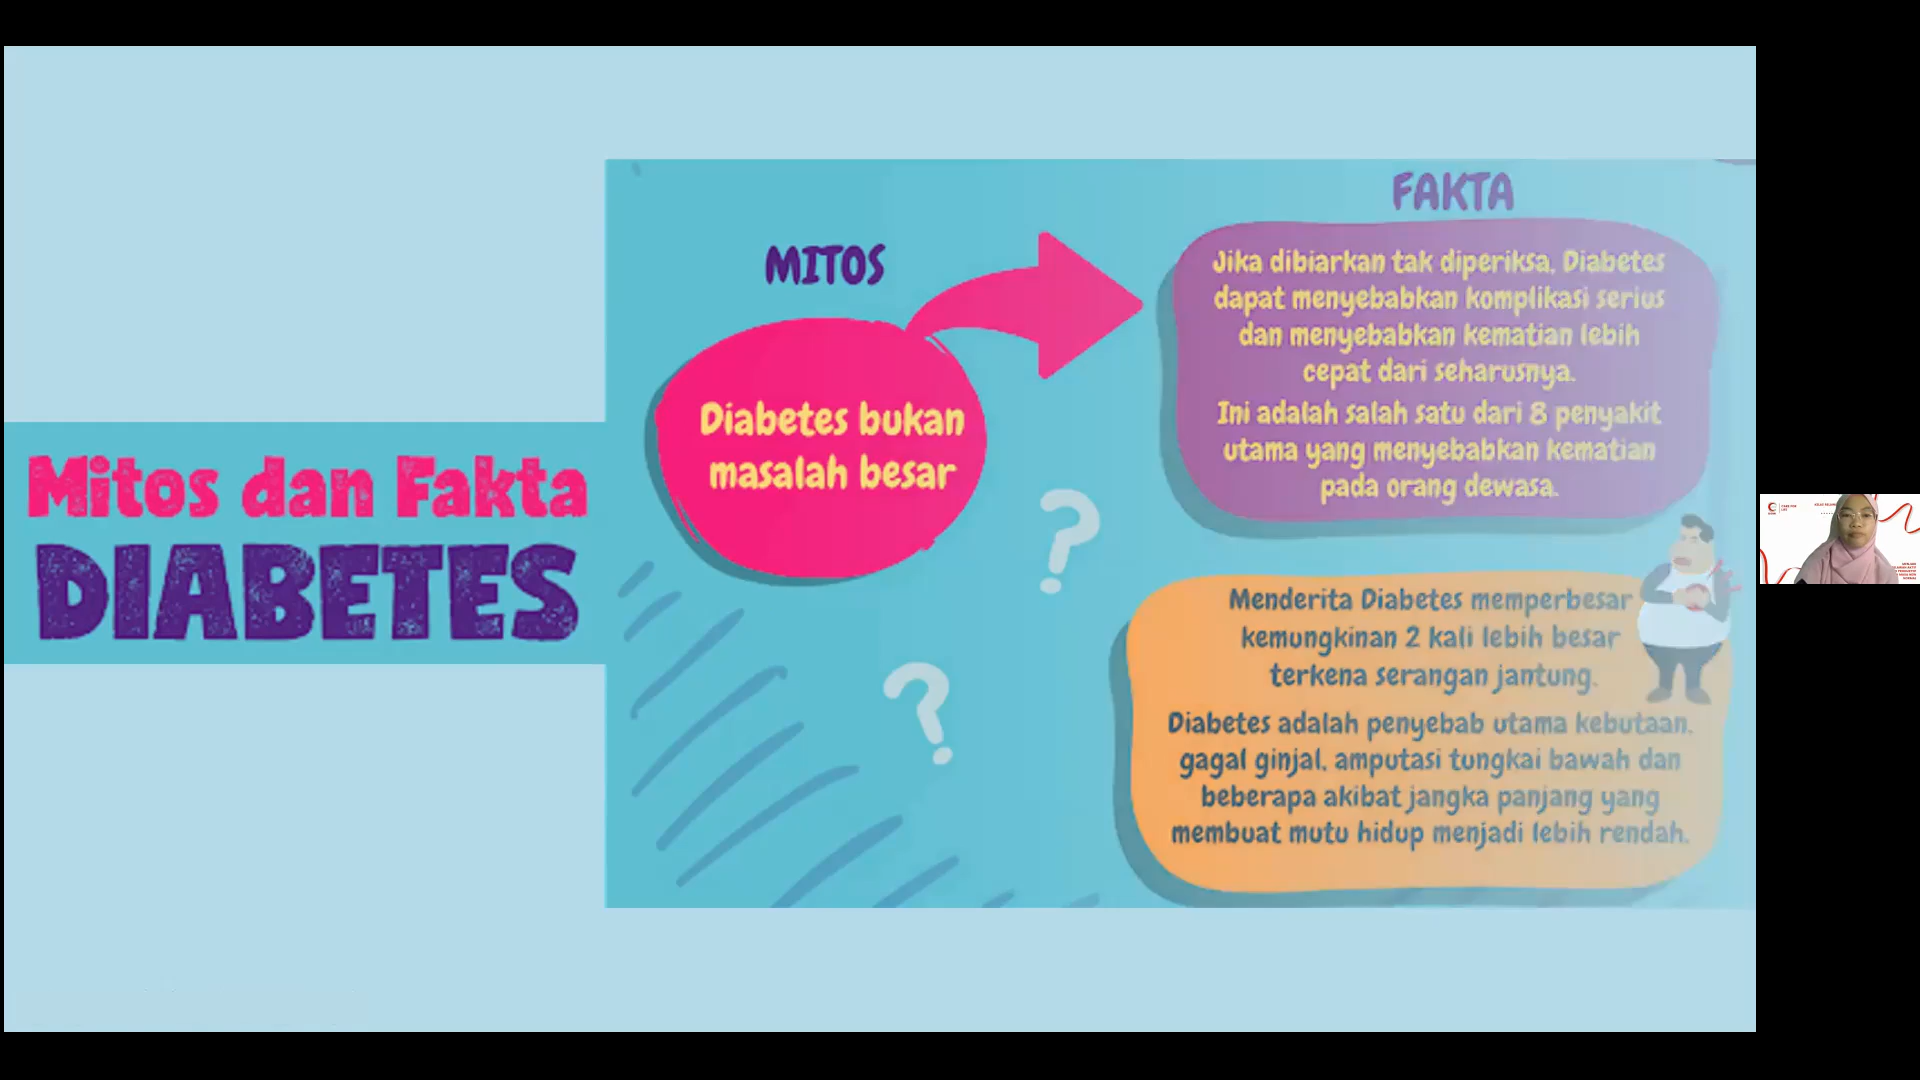 Mitos dan Fakta
DIABETES
MITOS
Diabetes bukan
masalah besar
FAKTA
Jika dibiarkan tak diperiksa, Diabetes
dapat menyebabkan komplikasi serius
dan menyebabkan kematian lebih
cepat dari seharusnya.
Ini adalah salah satu dari 8 penyakit
utama yang menyebabkan kematian
pada orang dewasa.
Menderita Diabetes memperbesar
kemungkinan 2 kali lebih besar
terkena serangan jantung.
Diabetes adalah penyebab utama kebutaan,
gagal ginjal, amputasi tungkai bawah dan
beberapa akibat jangka panjang yang
membuat mutu hidup menjadi lebih rendah.